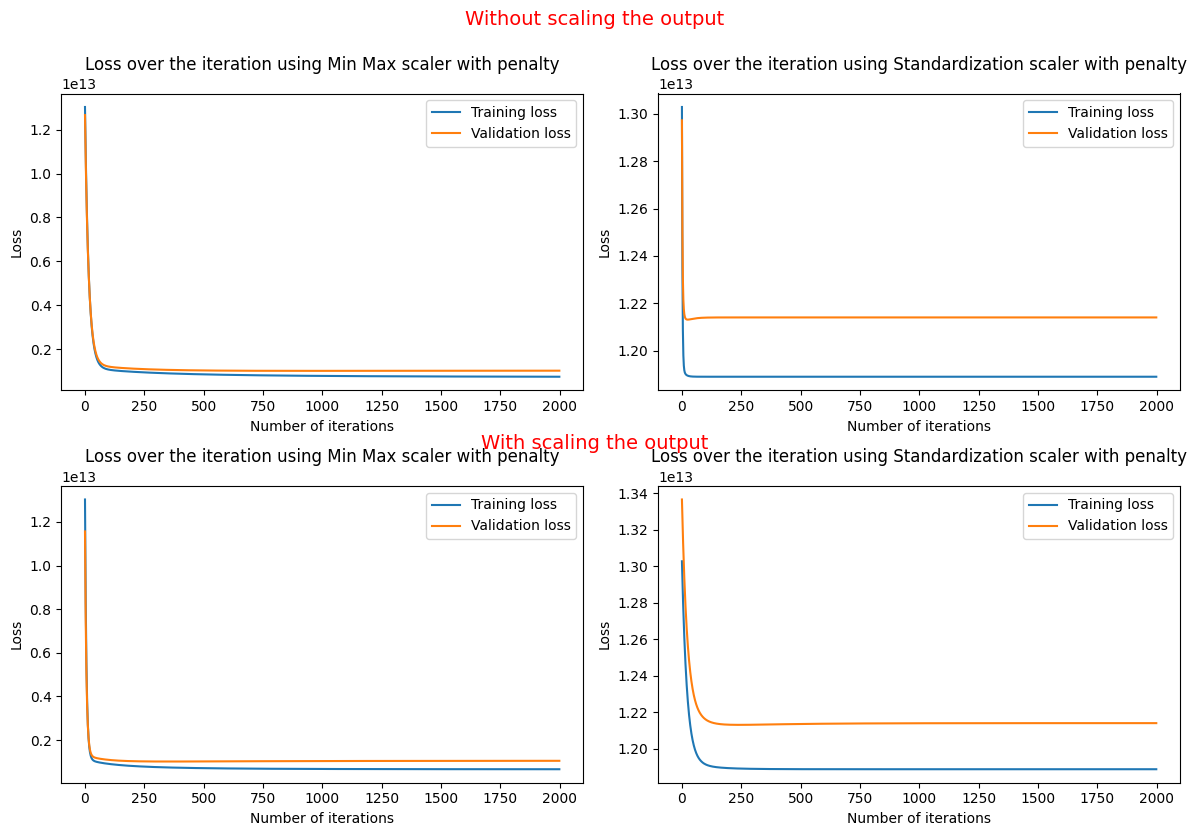 Without scaling the output
Loss over the iteration using Min Max scaler with penalty
1e13
Training loss
Validation loss
1.2
1.0
0.8
0.6
0.4
0.2
Loss
0 250 500 750 1000 1250 1500 1750 2000
Number of iterations
Loss over the iteration using Standardization scaler with penalty
1e13
Training loss
Validation loss
1.30
1.28
1.26
1.24
1.22
1.20
Loss
0 250 500 750 1000 1250 1500 1750 2000
Number of iterations
With scaling the output
Loss over the iteration using Min Max scaler with penalty
1e13
Training loss
Validation loss
1.2
1.0
0.8
0.6
0.4
0.2
Loss
0 250 500 750 1000 1250 1500 1750 2000
Number of iterations
Loss over the iteration using Standardization scaler with penalty
1e13
Training loss
Validation loss
1.34
1.32
1.30
1.28
1.26
1.24
1.22
1.20
Loss
0 250 500 750 1000 1250 1500 1750 2000
Number of iterations